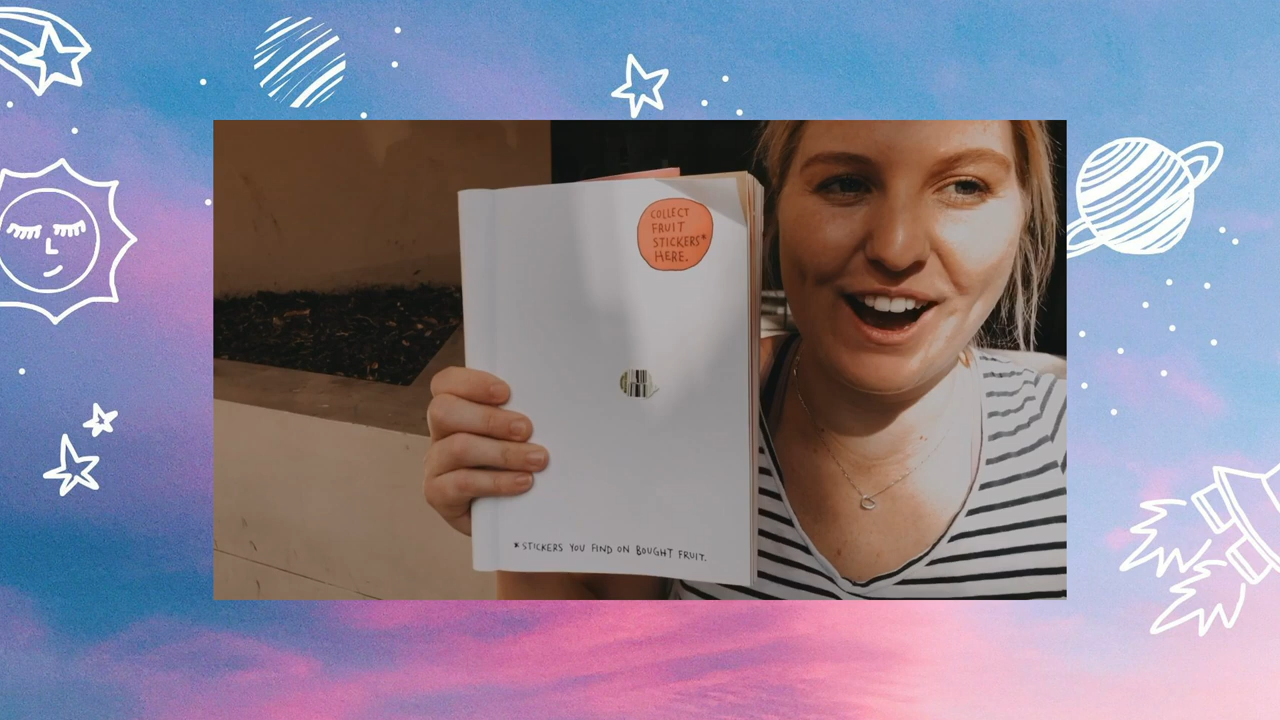 COLLECT
FRUIT
STICKERS*
HERE.
*STICKERS YOU FIND ON BOUGHT FRUIT.